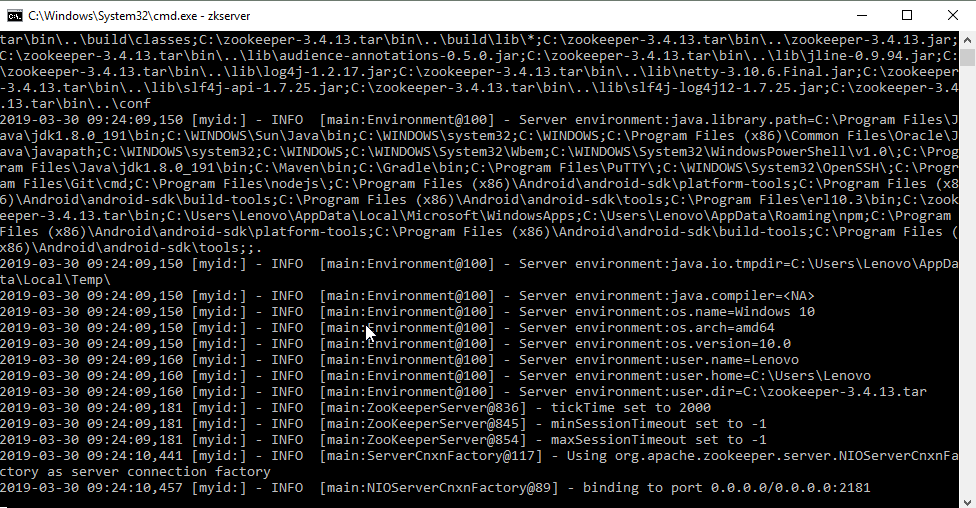 C:\Windows\System32\cmd.exe - zkserver
tar\bin\..\build\classes;C:\zookeeper-3.4.13.tar\bin\..\build\lib\*;C:\zookeeper-3.4.13.tar\bin\..\zookeeper-3.4.13.jar;
C:\zookeeper-3.4.13.tar\bin\..\lib\audience-annotations-0.5.0.jar;C:\zookeeper-3.4.13.tar\bin\..\lib\jline-0.9.94.jar;C:
\zookeeper-3.4.13.tar\bin\..\lib\log4j-1.2.17.jar;C:\zookeeper-3.4.13.tar\bin\..\lib\netty-3.10.6.Final.jar;C:\zookeeper
-3.4.13.tar\bin\..\lib\slf4j-api-1.7.25.jar;C:\zookeeper-3.4.13.tar\bin\..\lib\slf4j-log4j12-1.7.25.jar;C:\zookeeper-3.4
.13.tar\bin\..\conf
2019-03-30 09:24:09,150 [myid:] - INFO  [main:Environment@100] - Server environment:java.library.path=C:\Program Files\J
ava\jdk1.8.0_191\bin;C:\WINDOWS\Sun\Java\bin;C:\WINDOWS\system32;C:\WINDOWS;C:\Program Files (x86)\Common Files\Oracle\J
ava\javapath;C:\WINDOWS\system32;C:\WINDOWS;C:\WINDOWS\System32\Wbem;C:\WINDOWS\System32\WindowsPowerShell\v1.0\;C:\Prog
ram Files\Java\jdk1.8.0_191\bin;C:\Maven\bin;C:\Gradle\bin;C:\Program Files\PuTTY\;C:\WINDOWS\System32\OpenSSH\;C:\Progr
am Files\Git\cmd;C:\Program Files\nodejs\;C:\Program Files (x86)\Android\android-sdk\platform-tools;C:\Program Files (x8
6)\Android\android-sdk\build-tools;C:\Program Files (x86)\Android\android-sdk;C:\Program Files\erl10.3\bin;C:\zook
eeper-3.4.13.tar\bin;C:\Users\Lenovo\AppData\Local\Microsoft\WindowsApps;C:\Users\Lenovo\AppData\Roaming\npm;C:\Program
Files (x86)\Android\android-sdk\platform-tools;C:\Program Files (x86)\Android\android-sdk\build-tools;C:\Program Files (
x86)\Android\android-sdk\tools;;.
2019-03-30 09:24:09,150 [myid:] - INFO  [main:Environment@100] - Server environment:java.io.tmpdir=C:\Users\Lenovo\AppDa
ta\Local\Temp\
2019-03-30 09:24:09,150 [myid:] - INFO  [main:Environment@100] - Server environment:java.compiler=<NA>
2019-03-30 09:24:09,150 [myid:] - INFO  [main:Environment@100] - Server environment:os.name=Windows 10
2019-03-30 09:24:09,150 [myid:] - INFO  [main:Environment@100] - Server environment:os.arch=amd64
2019-03-30 09:24:09,150 [myid:] - INFO  [main:Environment@100] - Server environment:os.version=10.0
2019-03-30 09:24:09,160 [myid:] - INFO  [main:Environment@100] - Server environment:user.name=Lenovo
2019-03-30 09:24:09,160 [myid:] - INFO  [main:Environment@100] - Server environment:user.home=C:\Users\Lenovo
2019-03-30 09:24:09,160 [myid:] - INFO  [main:Environment@100] - Server environment:user.dir=C:\zookeeper-3.4.13.tar
2019-03-30 09:24:09,181 [myid:] - INFO  [main:ZooKeeperServer@836] - tickTime set to 2000
2019-03-30 09:24:09,181 [myid:] - INFO  [main:ZooKeeperServer@845] - minSessionTimeout set to -1
2019-03-30 09:24:09,181 [myid:] - INFO  [main:ZooKeeperServer@854] - maxSessionTimeout set to -1
2019-03-30 09:24:10,441 [myid:] - INFO  [main:ServerCnxnFactory@117] - Using org.apache.zookeeper.server.NIOServerCnxnFa
ctory as server connection factory
2019-03-30 09:24:10,457 [myid:] - INFO  [main:NIOServerCnxnFactory@89] - binding to port 0.0.0.0/0.0.0.0:2181